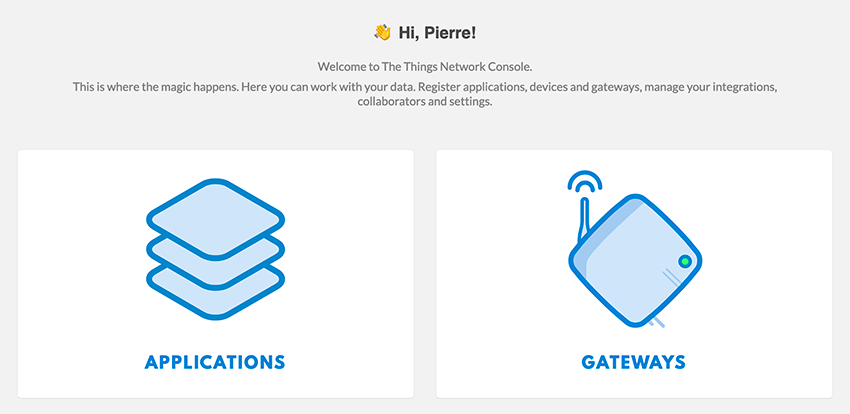 👋 Hi, Pierre!
Welcome to The Things Network Console.
This is where the magic happens. Here you can work with your data. Register applications, devices and gateways, manage your integrations,
collaborators and settings.
APPLICATIONS
GATEWAYS